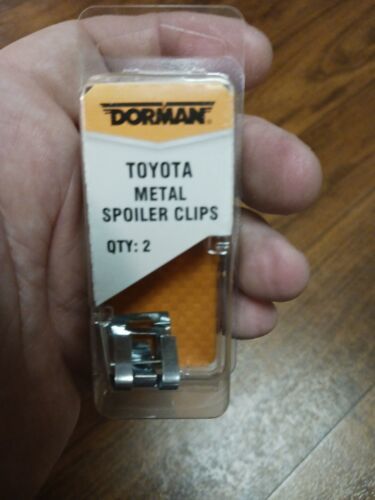 DORMAN®
TOYOTA
METAL
SPOILER CLIPS
QTY: 2